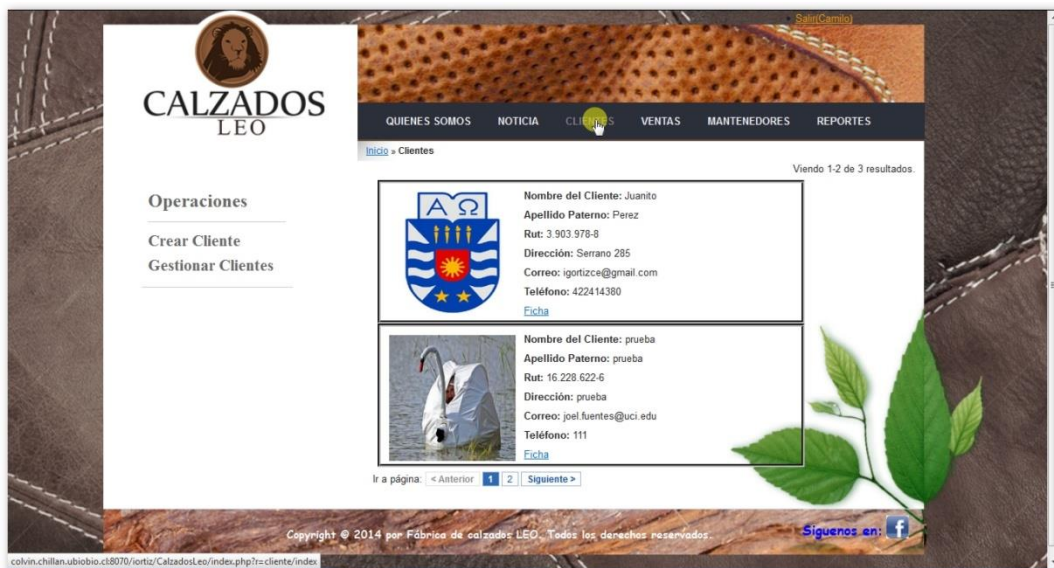 Salir(Camilo)
CALZADOS
LEO
QUIENES SOMOS NOTICIA CLIENTES VENTAS MANTENEDORES REPORTES
Inicio » Clientes
Viendo 1-2 de 3 resultados.
Operaciones
Crear Cliente
Gestionar Clientes
Α Ω
Nombre del Cliente: Juanito
Apellido Paterno: Perez
Rut: 3.903.978-8
Dirección: Serrano 285
Correo: igortizce@gmail.com
Teléfono: 422414380
Ficha
Nombre del Cliente: prueba
Apellido Paterno: prueba
Rut: 16.228.622-6
Dirección: prueba
Correo: joel.fuentes@uci.edu
Teléfono: 111
Ficha
Ir a página: < Anterior 1 2 Siguiente >
Copyright © 2014 por Fábrica de calzados LEO. Todos los derechos reservados.
Siguenos en: f
colvin.chillan.ubiobio.cl:8070/iortiz/CalzadosLeo/index.php?r=cliente/index